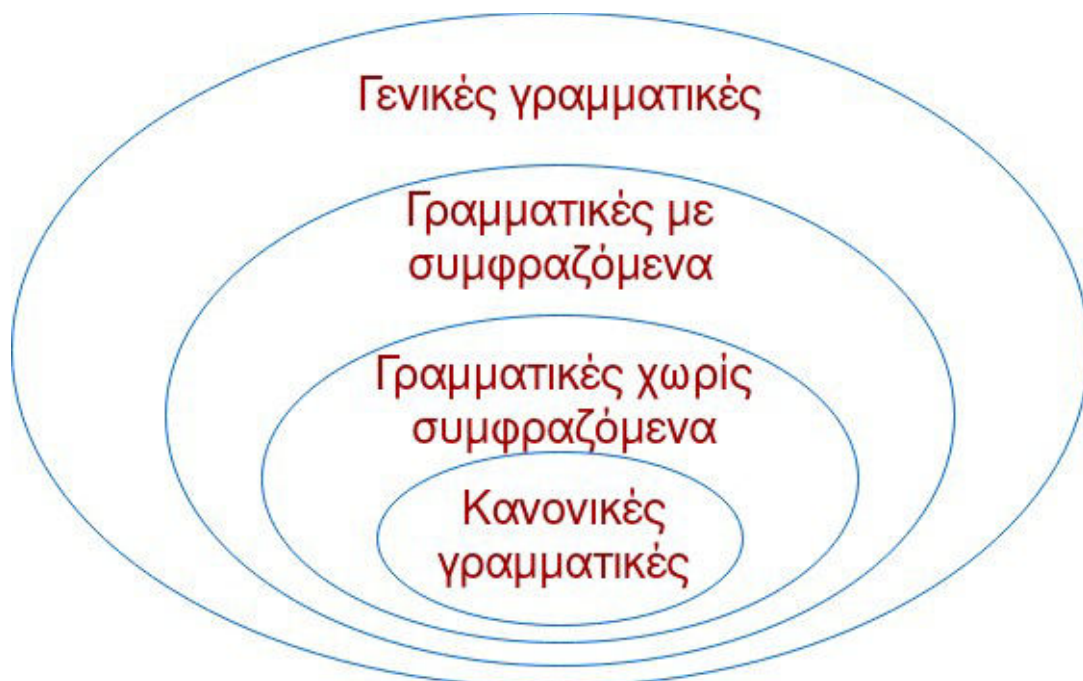 Γενικές γραμματικές
Γραμματικές με
συμφραζόμενα
Γραμματικές χωρίς
συμφραζόμενα
Κανονικές
γραμματικές